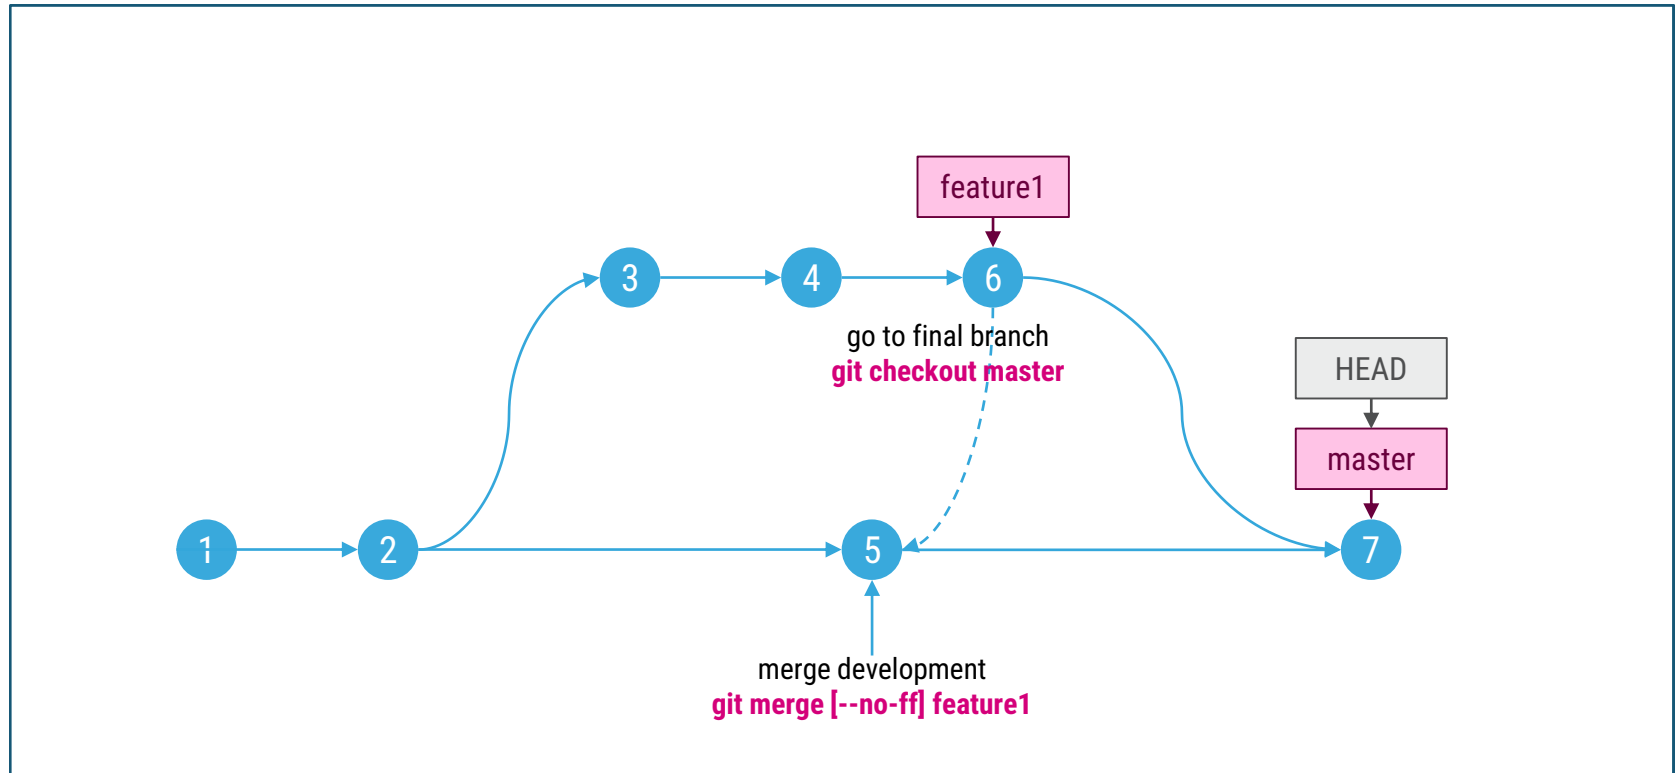 feature1
3
4
6
go to final branch
git checkout master
HEAD
master
1
2
5
7
merge development
git merge [--no-ff] feature1